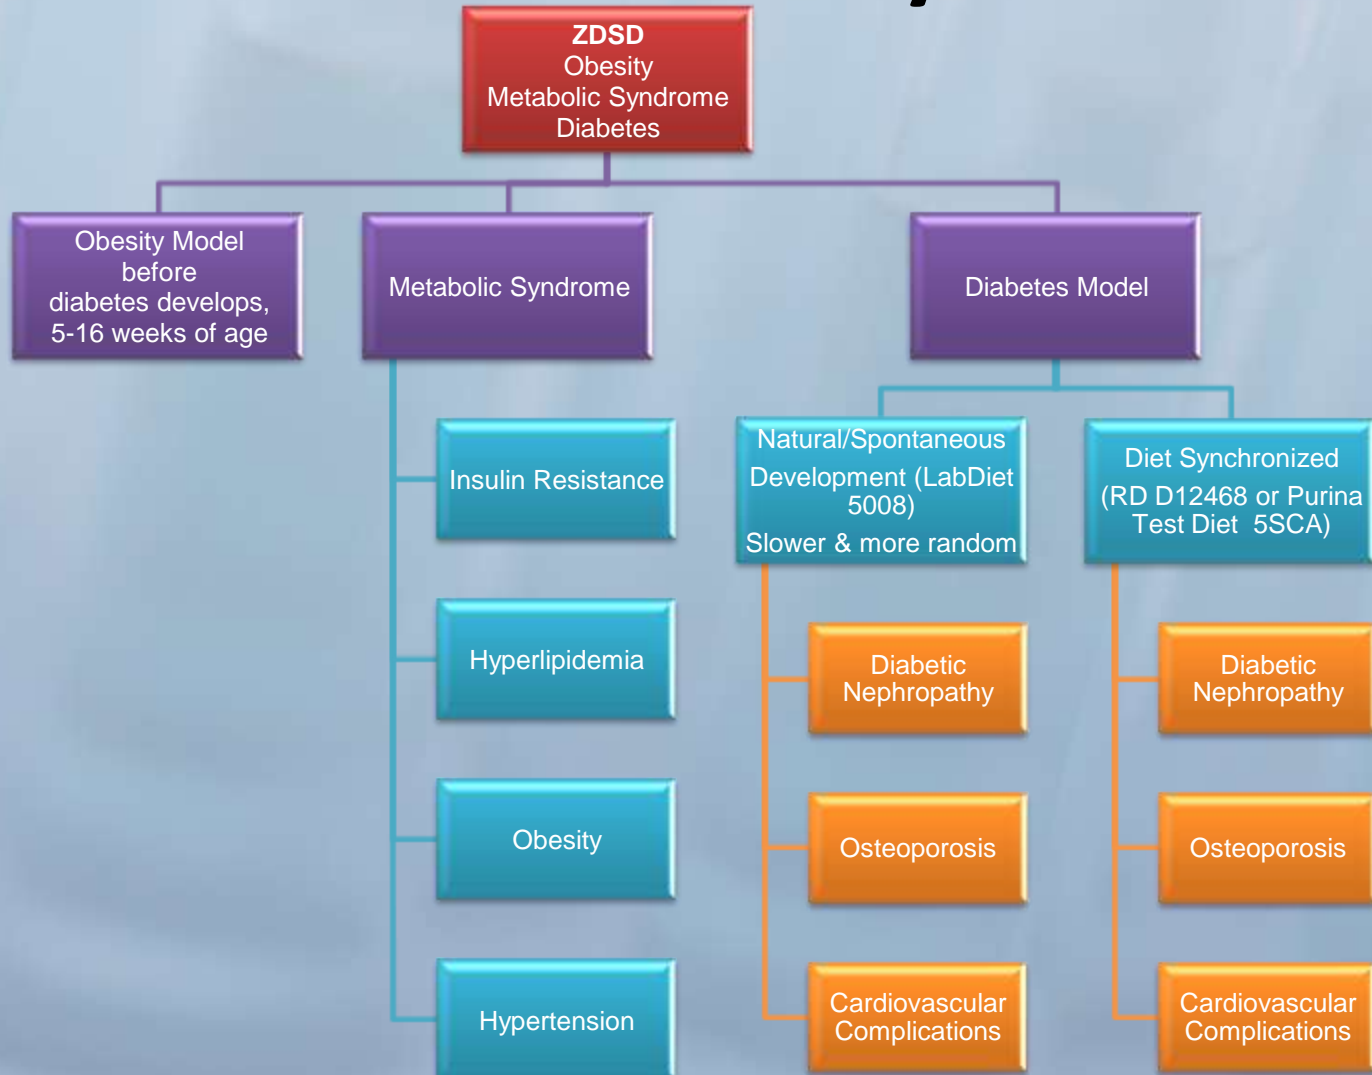 ZDSD
Obesity
Metabolic Syndrome
Diabetes
Obesity Model
before
diabetes develops,
5-16 weeks of age
Metabolic Syndrome
Diabetes Model
Insulin Resistance
Hyperlipidemia
Obesity
Hypertension
Natural/Spontaneous
Development (LabDiet
5008)
Slower & more random
Diabetic
Nephropathy
Osteoporosis
Cardiovascular
Complications
Diet Synchronized
(RD D12468 or Purina
Test Diet 5SCA)
Diabetic
Nephropathy
Osteoporosis
Cardiovascular
Complications